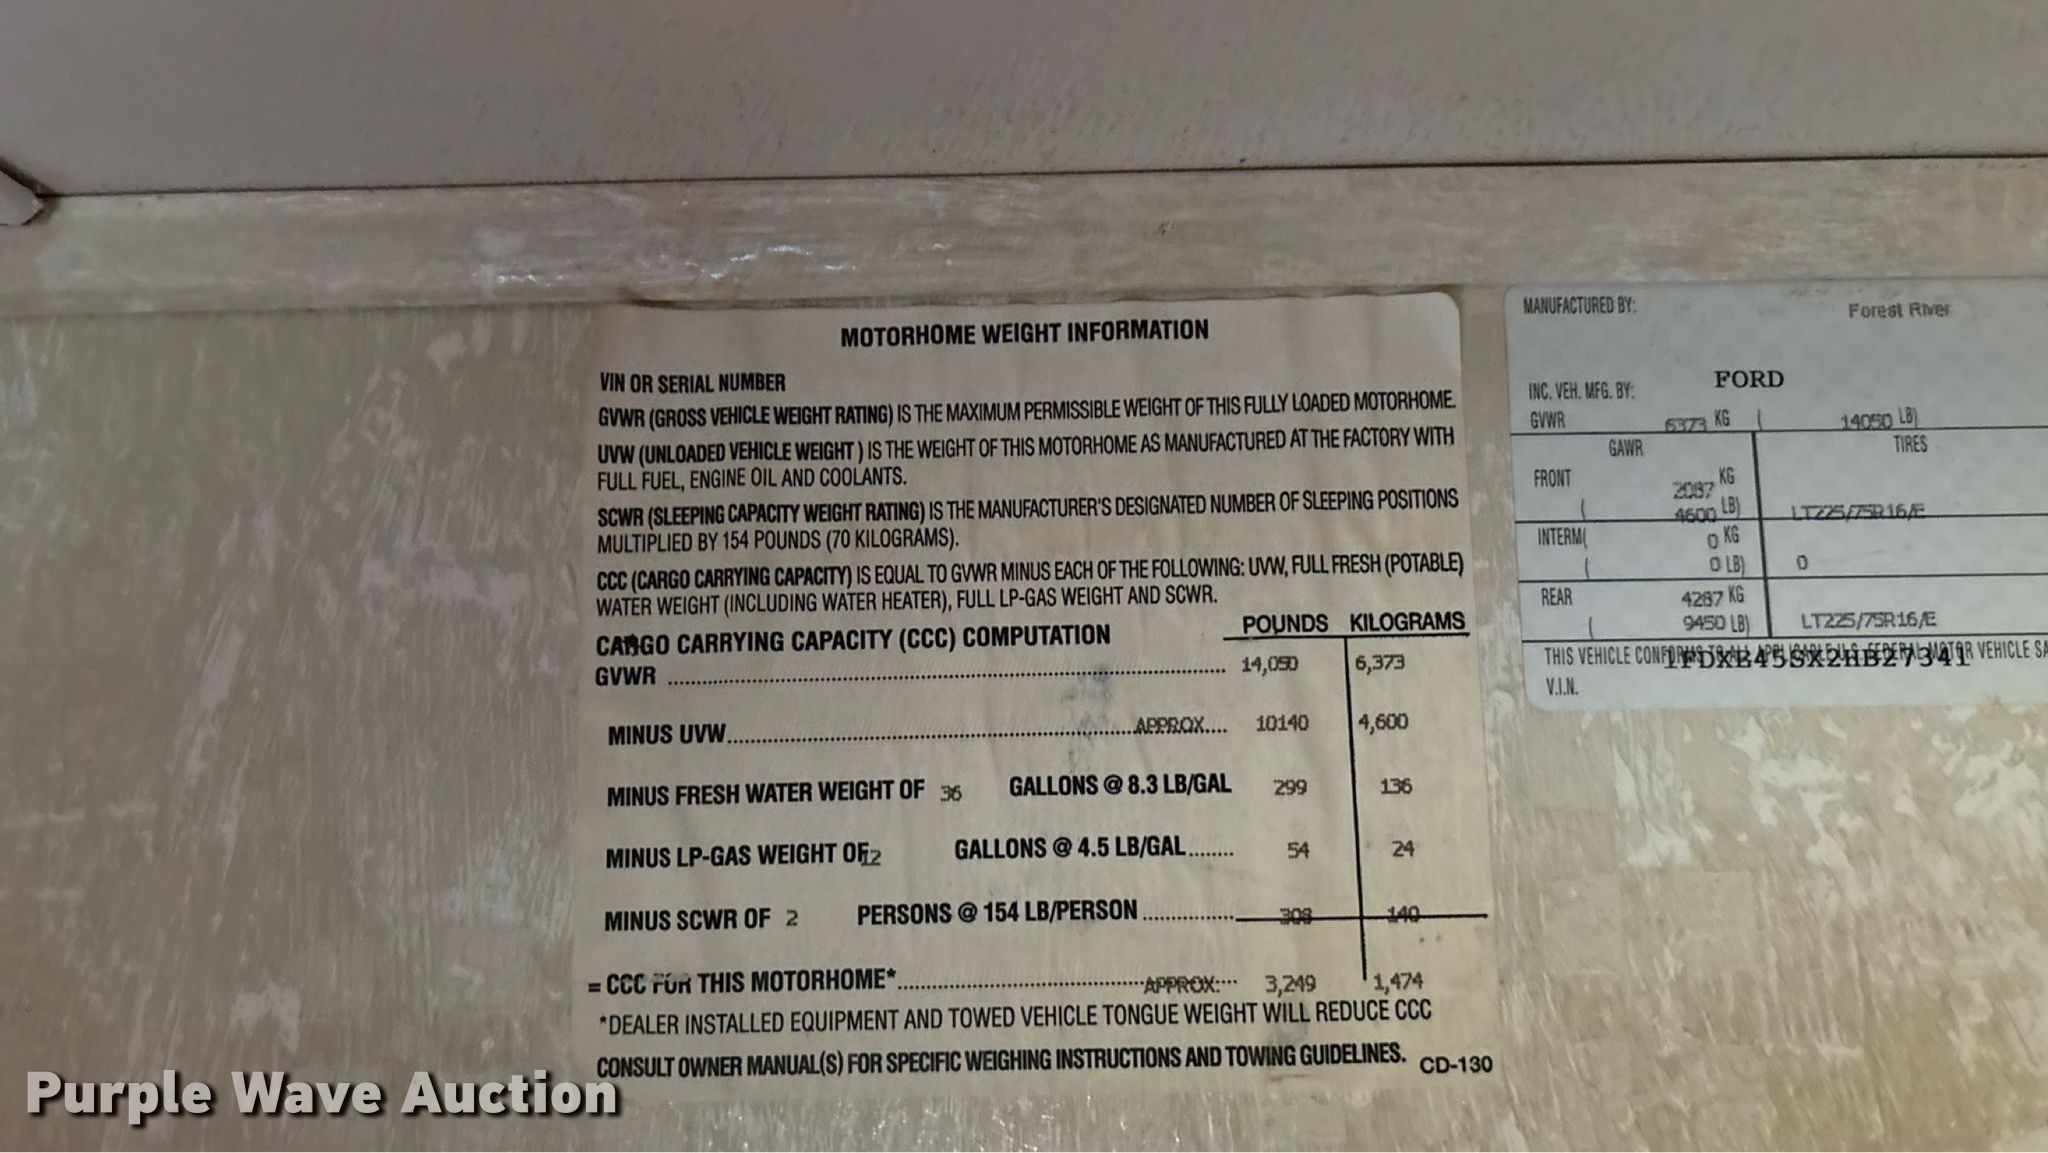 MOTORHOME WEIGHT INFORMATION
VIN OR SERIAL NUMBER
GVWR (GROSS VEHICLE WEIGHT RATING) IS THE MAXIMUM PERMISSIBLE WEIGHT OF THIS FULLY LOADED MOTORHOME.
UVW (UNLOADED VEHICLE WEIGHT ) IS THE WEIGHT OF THIS MOTORHOME AS MANUFACTURED AT THE FACTORY WITH
FULL FUEL, ENGINE OIL AND COOLANTS.
SCWR (SLEEPING CAPACITY WEIGHT RATING) IS THE MANUFACTURER'S DESIGNATED NUMBER OF SLEEPING POSITIONS
MULTIPLIED BY 154 POUNDS (70 KILOGRAMS).
CCC (CARGO CARRYING CAPACITY) IS EQUAL TO GVWR MINUS EACH OF THE FOLLOWING: UVW, FULL FRESH (POTABLE)
WATER WEIGHT (INCLUDING WATER HEATER), FULL LP-GAS WEIGHT AND SCWR.
CARGO CARRYING CAPACITY (CCC) COMPUTATION POUNDS KILOGRAMS
GVWR 14,050 6,373
MINUS UVW APPROX.... 10140 4,600
MINUS FRESH WATER WEIGHT OF 36 GALLONS @ 8.3 LB/GAL 299 136
MINUS LP-GAS WEIGHT OF 12 GALLONS @ 4.5 LB/GAL 54 24
MINUS SCWR OF 2 PERSONS @ 154 LB/PERSON 308 140
= CCC FOR THIS MOTORHOME* APPROX. 3,249 1,474
*DEALER INSTALLED EQUIPMENT AND TOWED VEHICLE TONGUE WEIGHT WILL REDUCE CCC
CONSULT OWNER MANUAL(S) FOR SPECIFIC WEIGHING INSTRUCTIONS AND TOWING GUIDELINES. CD-130
MANUFACTURED BY: Forest River
INC. VEH. MFG. BY: FORD
GVWR 6373 KG ( 14050 LB)
GAWR TIRES
FRONT 2087 KG
( 4600 LB) LT225/75R16/E
INTERM( 0 KG
( 0 LB) 0
REAR 4287 KG
( 9450 LB) LT225/75R16/E
THIS VEHICLE CONFORMS TO ALL APPLICABLE U.S. FEDERAL MOTOR VEHICLE SA
1FDXE45SX2HB27341
V.I.N.
Purple Wave Auction